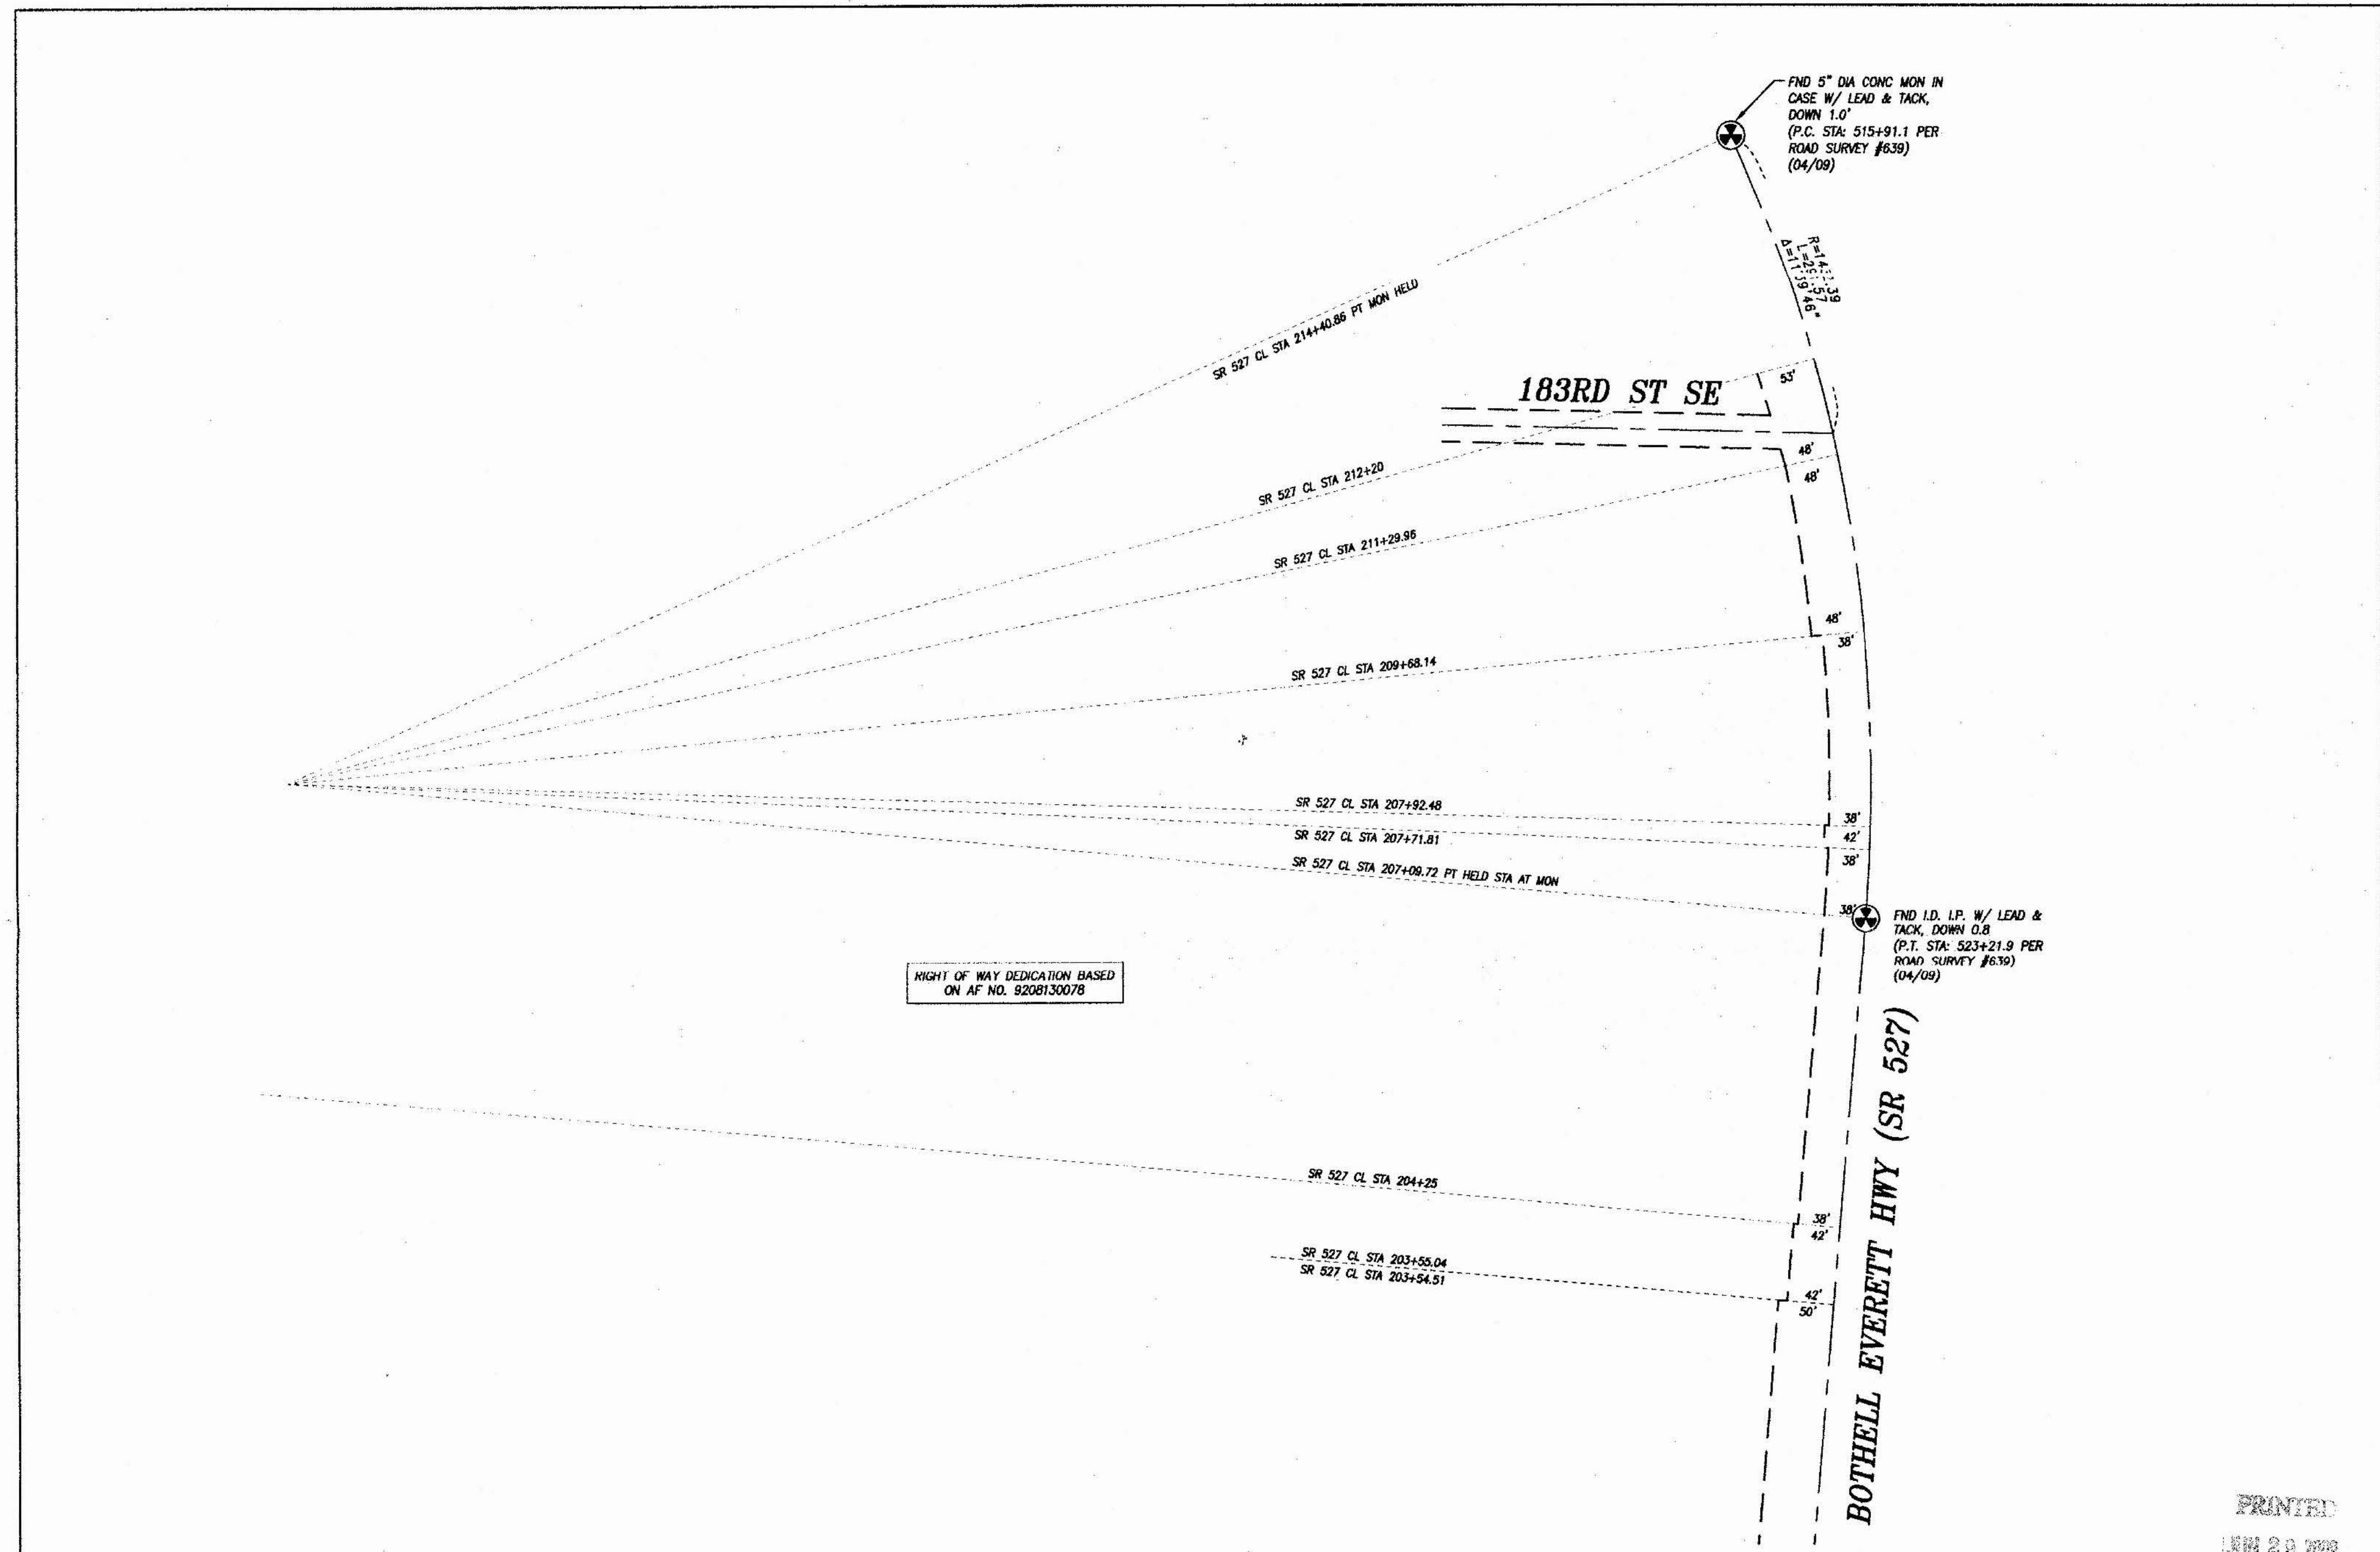 FND 5" DIA CONC MON IN
CASE W/ LEAD & TACK,
DOWN 1.0'
(P.C. STA: 515+91.1 PER
ROAD SURVEY #639)
(04/09)
SR 527 CL STA 214+40.86 PT MON HELD
183RD ST SE
53'
SR 527 CL STA 212+20
48'
48'
SR 527 CL STA 211+29.96
48'
38'
SR 527 CL STA 209+68.14
SR 527 CL STA 207+92.48
38'
42'
SR 527 CL STA 207+71.81
38'
SR 527 CL STA 207+09.72 PT HELD STA AT MON
38'
FND I.D. I.P. W/ LEAD &
TACK, DOWN 0.8
(P.T. STA: 523+21.9 PER
ROAD SURVEY #639)
(04/09)
RIGHT OF WAY DEDICATION BASED
ON AF NO. 9208130078
BOTHELL EVERETT HWY (SR 527)
SR 527 CL STA 204+25
38'
42'
SR 527 CL STA 203+55.04
SR 527 CL STA 203+54.51
42'
50'
PRINTED